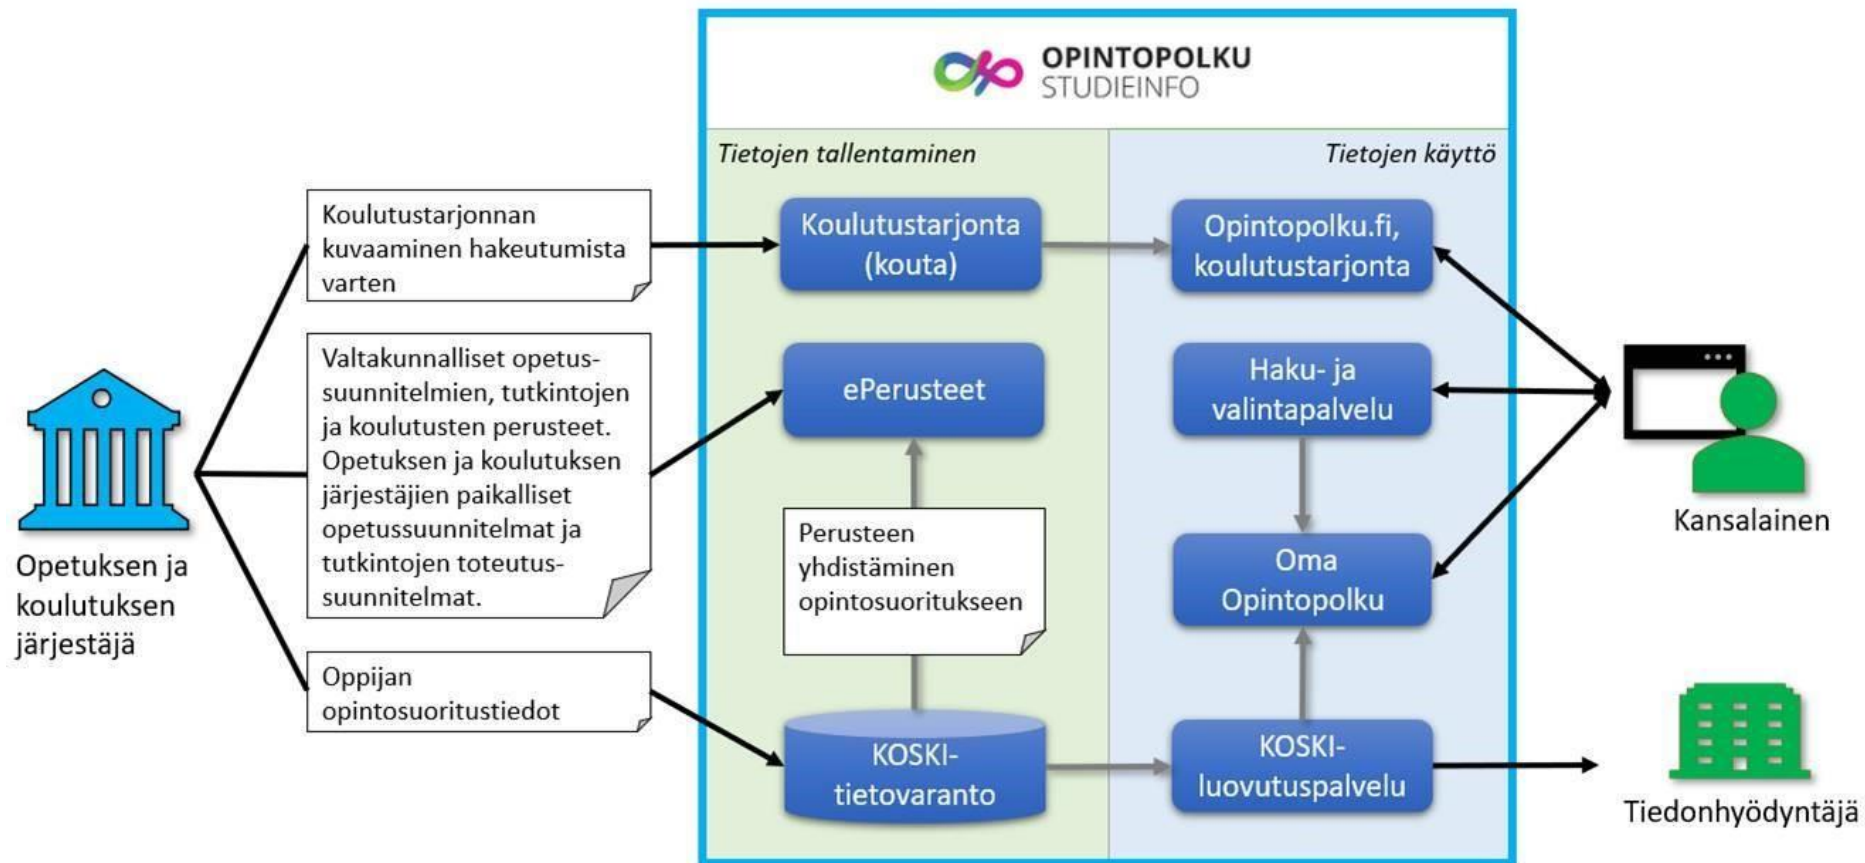 OPINTOPOLKU
STUDIEINFO
Tietojen tallentaminen
Tietojen käyttö
Koulutustarjonnan
kuvaaminen hakeutumista
varten
Koulutustarjonta
(kouta)
Opintopolku.fi,
koulutustarjonta
Valtakunnalliset opetus-
suunnitelmien, tutkintojen
ja koulutusten perusteet.
Opetuksen ja koulutuksen
järjestäjien paikalliset
opetussuunnitelmat ja
tutkintojen toteutus-
suunnitelmat.
ePerusteet
Haku- ja
valintapalvelu
Kansalainen
Opetuksen ja
koulutuksen
järjestäjä
Perusteen
yhdistäminen
opintosuoritukseen
Oma
Opintopolku
Oppijan
opintosuoritustiedot
KOSKI-
tietovaranto
KOSKI-
luovutuspalvelu
Tiedonhyödyntäjä